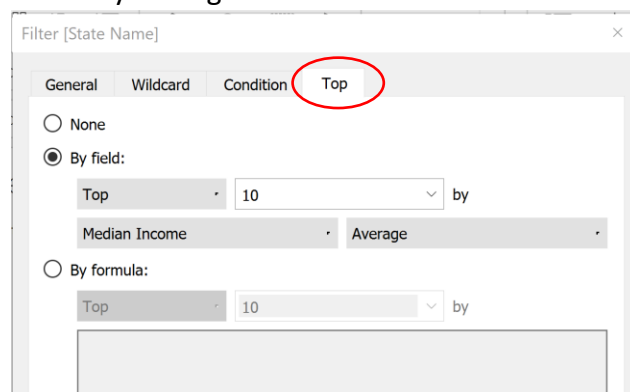 Filter [State Name]
General Wildcard Condition Top
None
By field:
Top 10 by
Median Income Average
By formula:
Top 10 by